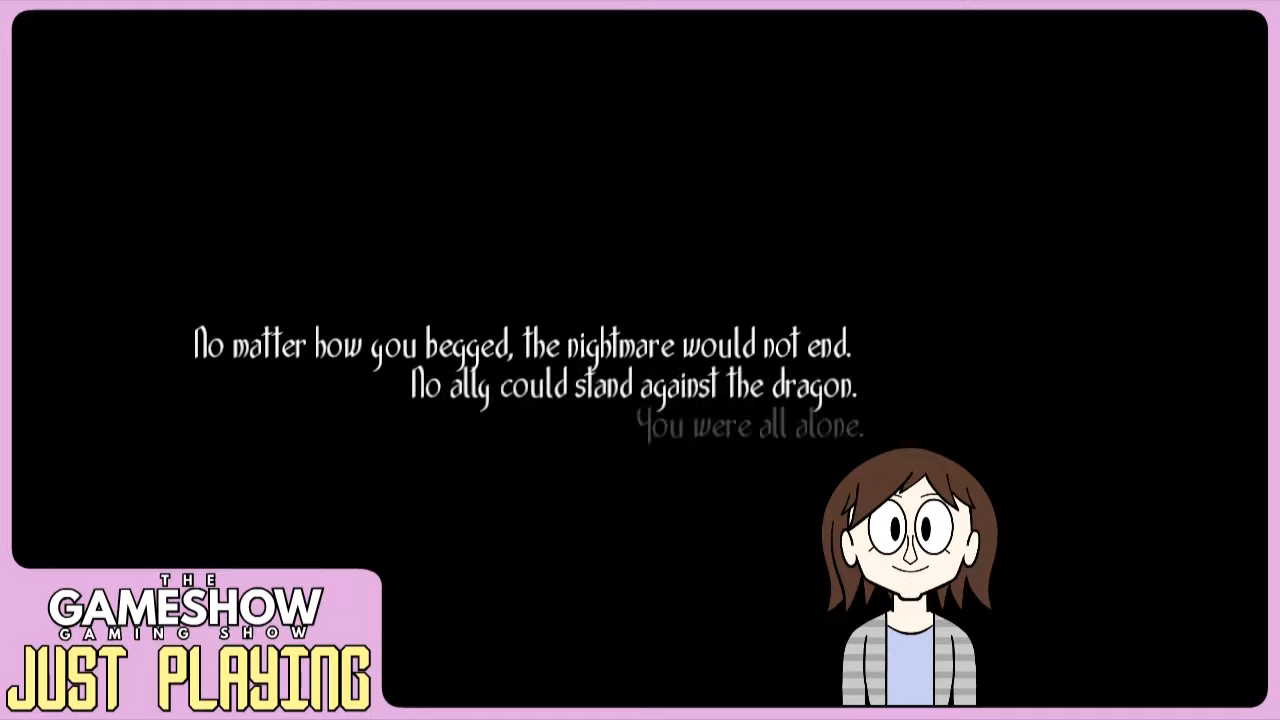 No matter how you begged, the nightmare would not end.
No ally could stand against the dragon.
You were all alone.
THE
GAMESHOW
GAMING SHOW
JUST PLAYING